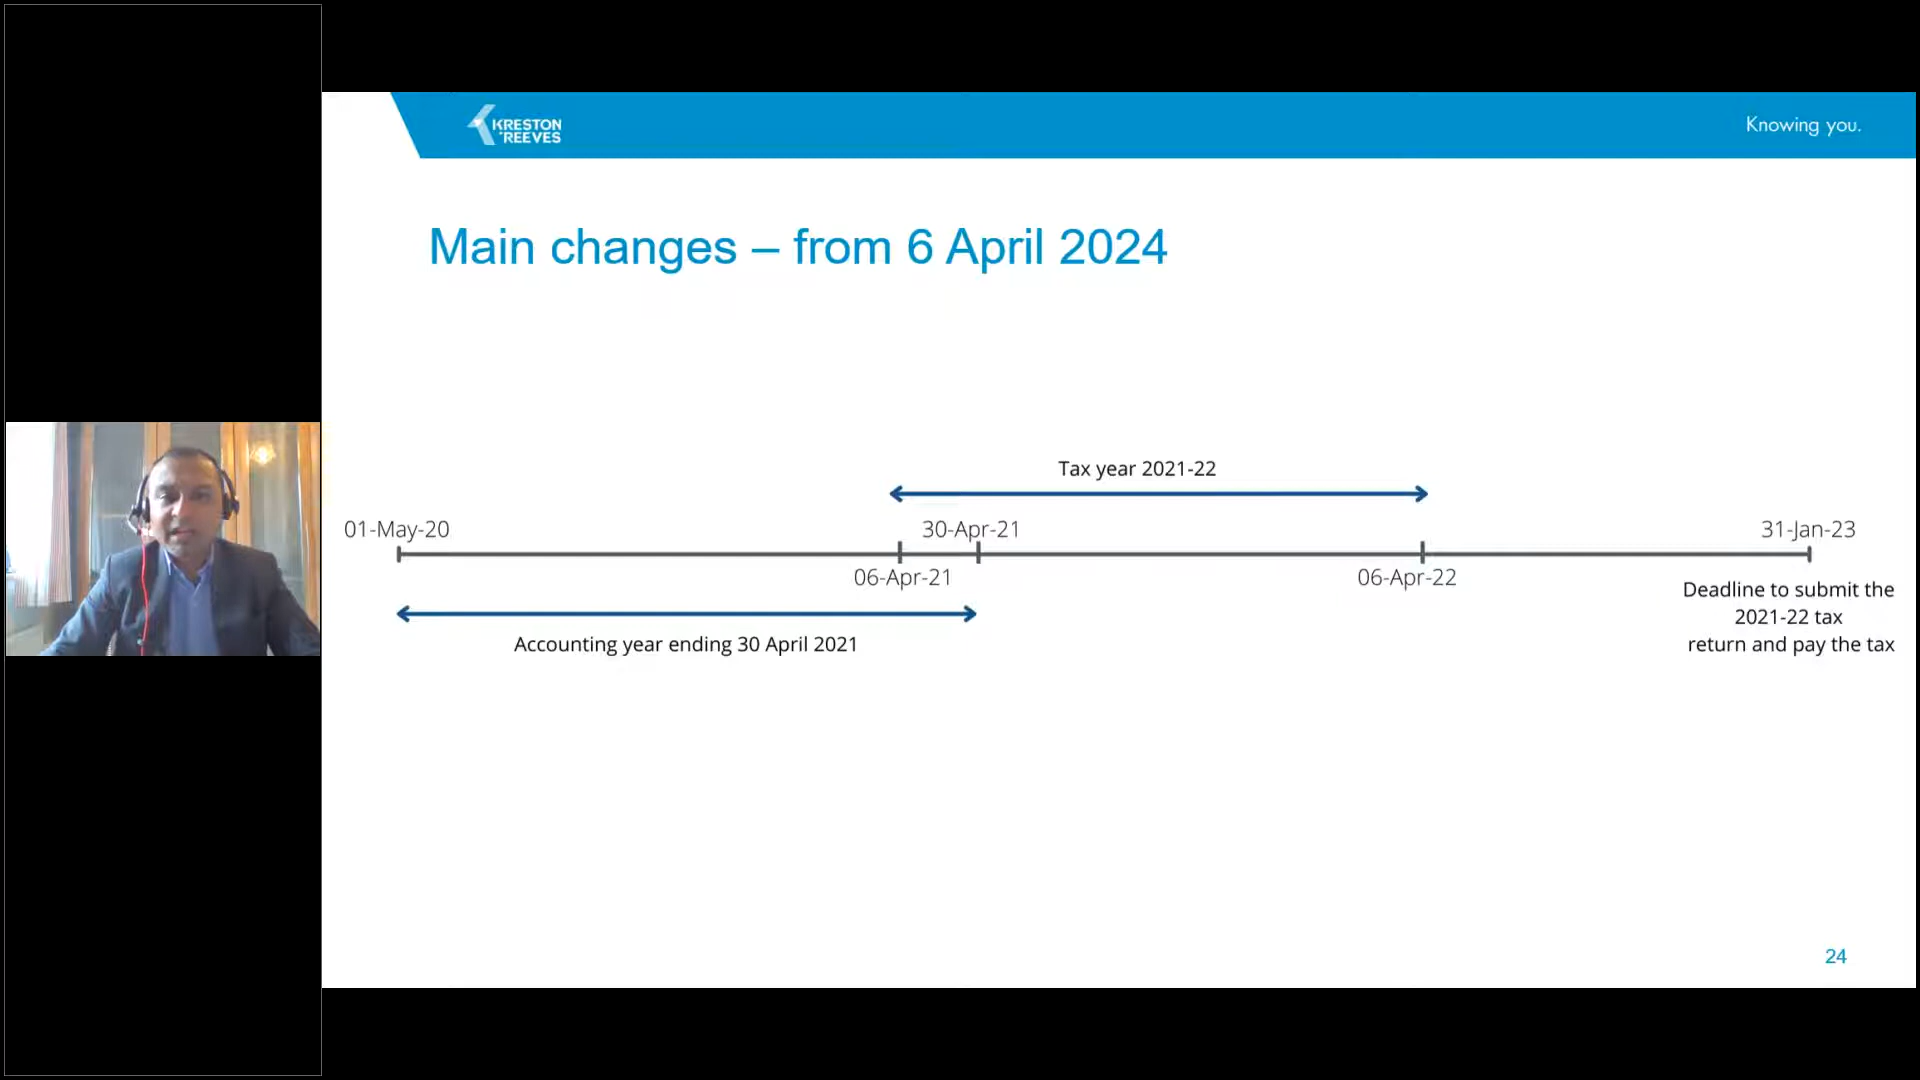 KRESTON
REEVES
Knowing you.
Main changes – from 6 April 2024
Tax year 2021-22
01-May-20
30-Apr-21
31-Jan-23
06-Apr-21
06-Apr-22
Deadline to submit the
2021-22 tax
return and pay the tax
Accounting year ending 30 April 2021
24